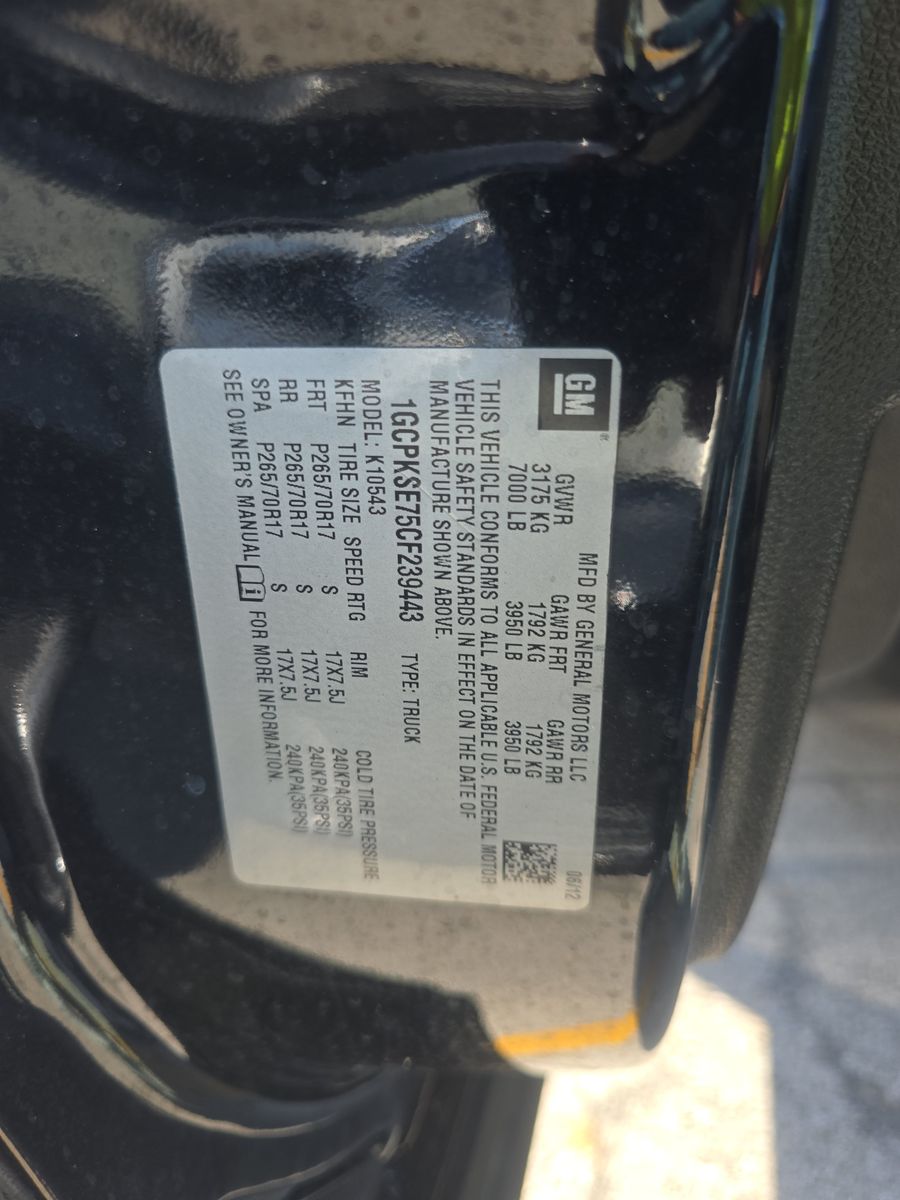 GM
MFD BY GENERAL MOTORS LLC 06/12
GVWR GAWR FRT GAWR RR
3175 KG 1792 KG 1792 KG
7000 LB 3950 LB 3950 LB
THIS VEHICLE CONFORMS TO ALL APPLICABLE U.S. FEDERAL MOTOR
VEHICLE SAFETY STANDARDS IN EFFECT ON THE DATE OF
MANUFACTURE SHOWN ABOVE.
1GCPKSE75CF239443 TYPE: TRUCK
MODEL: K10543
KFHN TIRE SIZE SPEED RTG RIM COLD TIRE PRESSURE
FRT P265/70R17 S 17X7.5J 240KPA(35PSI)
RR P265/70R17 S 17X7.5J 240KPA(35PSI)
SPA P265/70R17 S 17X7.5J 240KPA(35PSI)
SEE OWNER'S MANUAL i FOR MORE INFORMATION.